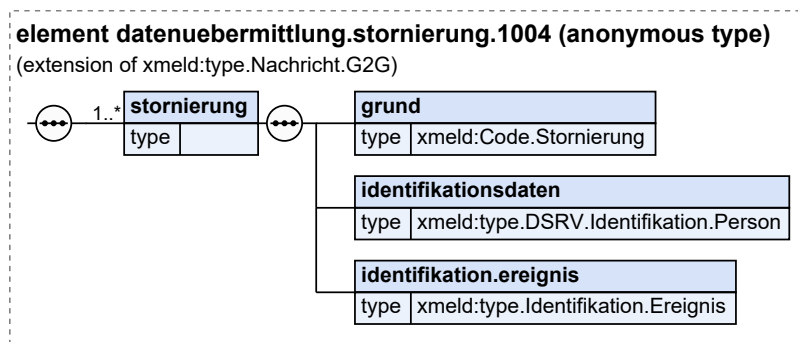 element datenuebermittlung.stornierung.1004 (anonymous type)
(extension of xmeld:type.Nachricht.G2G)
1..*
stornierung
type
grund
type xmeld:Code.Stornierung
identifikationsdaten
type xmeld:type.DSRV.Identifikation.Person
identifikation.ereignis
type xmeld:type.Identifikation.Ereignis